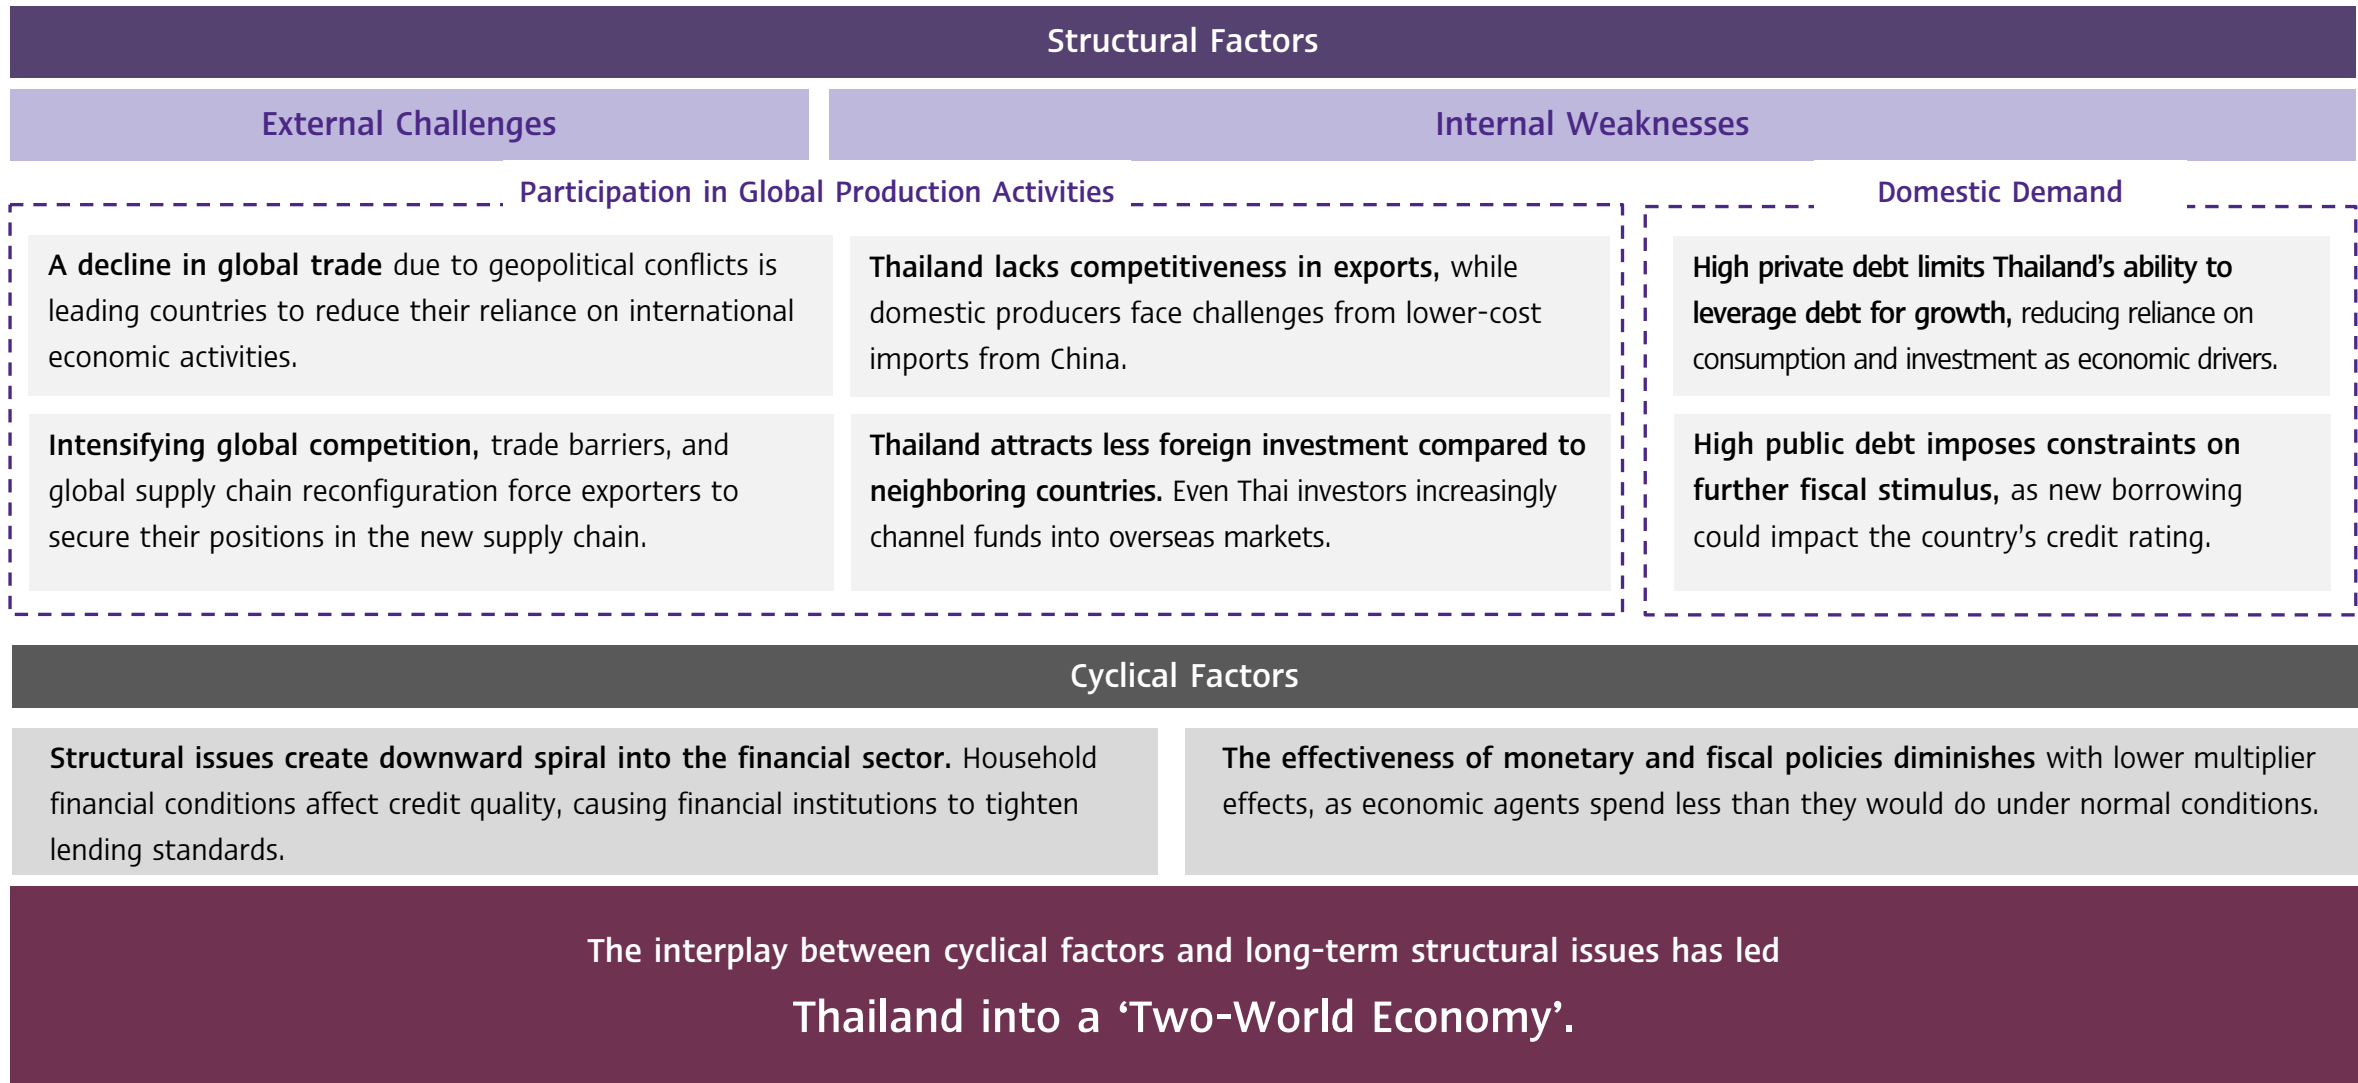 Structural Factors
External Challenges
Internal Weaknesses
Participation in Global Production Activities
Domestic Demand
A decline in global trade due to geopolitical conflicts is
leading countries to reduce their reliance on international
economic activities.
Thailand lacks competitiveness in exports, while
domestic producers face challenges from lower-cost
imports from China.
High private debt limits Thailand’s ability to
leverage debt for growth, reducing reliance on
consumption and investment as economic drivers.
Intensifying global competition, trade barriers, and
global supply chain reconfiguration force exporters to
secure their positions in the new supply chain.
Thailand attracts less foreign investment compared to
neighboring countries. Even Thai investors increasingly
channel funds into overseas markets.
High public debt imposes constraints on
further fiscal stimulus, as new borrowing
could impact the country’s credit rating.
Cyclical Factors
Structural issues create downward spiral into the financial sector. Household
financial conditions affect credit quality, causing financial institutions to tighten
lending standards.
The effectiveness of monetary and fiscal policies diminishes with lower multiplier
effects, as economic agents spend less than they would do under normal conditions.
The interplay between cyclical factors and long-term structural issues has led
Thailand into a ‘Two-World Economy’.